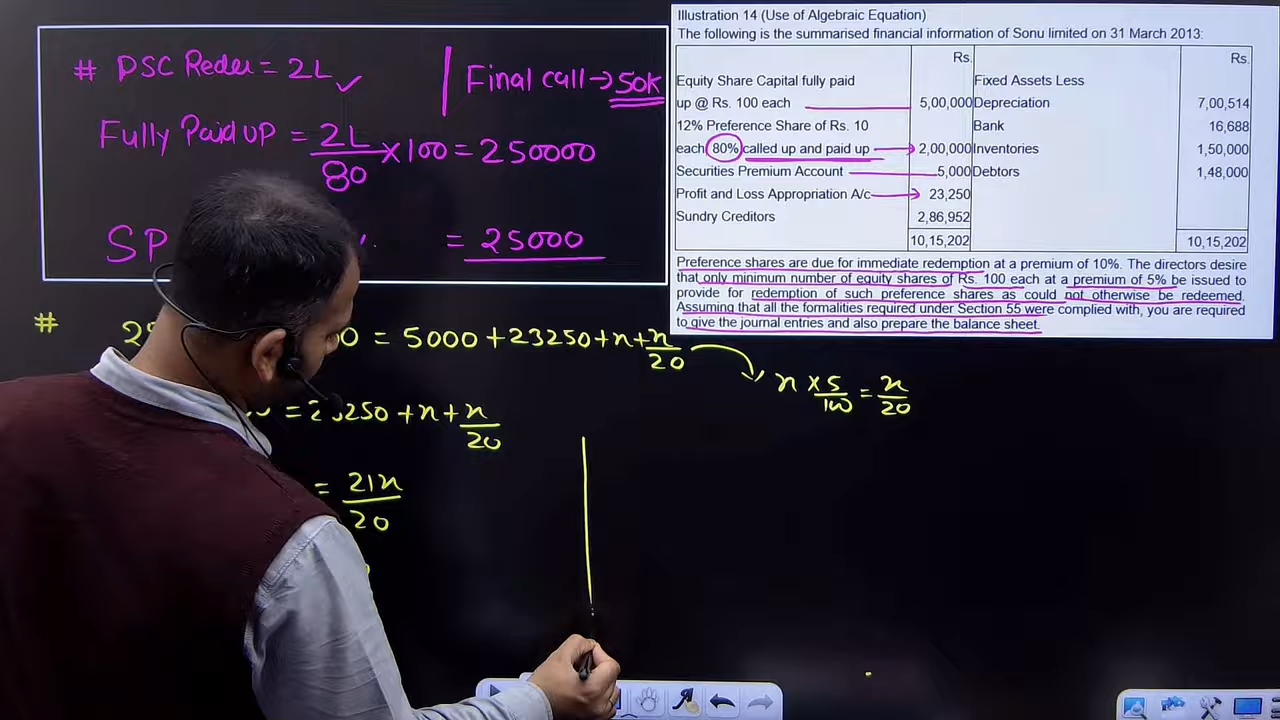 # DSC Redem = 2L
Final call → 50K
Fully Paid up = 2L/80 × 100 = 250000
SP = 25000
Illustration 14 (Use of Algebraic Equation)
The following is the summarised financial information of Sonu limited on 31 March 2013:
Rs. Rs.
Equity Share Capital fully paid Fixed Assets Less
up @ Rs. 100 each 5,00,000 Depreciation 7,00,514
12% Preference Share of Rs. 10 Bank 16,688
each 80% called up and paid up 2,00,000 Inventories 1,50,000
Securities Premium Account 5,000 Debtors 1,48,000
Profit and Loss Appropriation A/c 23,250
Sundry Creditors 2,86,952
10,15,202 10,15,202
Preference shares are due for immediate redemption at a premium of 10%. The directors desire
that only minimum number of equity shares of Rs. 100 each at a premium of 5% be issued to
provide for redemption of such preference shares as could not otherwise be redeemed.
Assuming that all the formalities required under Section 55 were complied with, you are required
to give the journal entries and also prepare the balance sheet.
# = 5000 + 23250 + x + x/20
x × 5/100 = x/20
+ x + x/20
= 21x/20